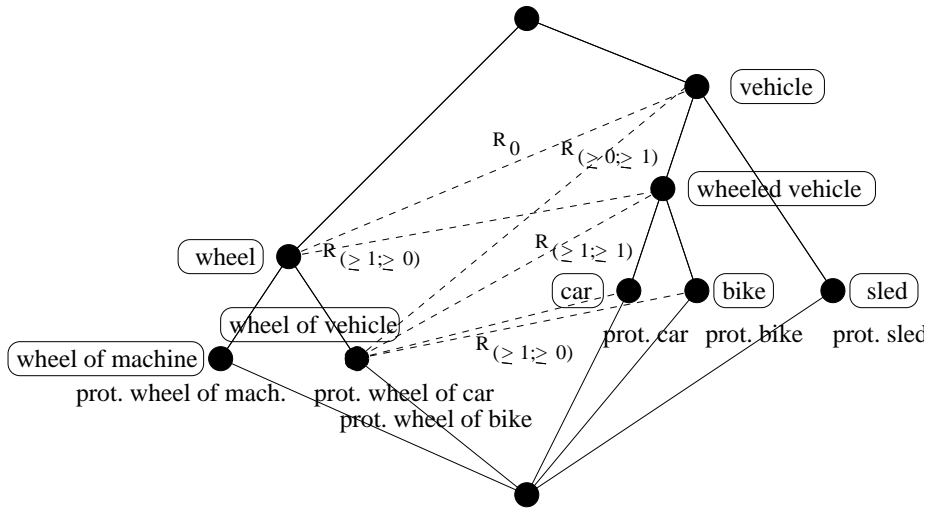 vehicle
R 0
R (≥ 0;≥ 1)
wheeled vehicle
R (≥ 1;≥ 1)
wheel
R (≥ 1;≥ 0)
car
bike
sled
wheel of vehicle
prot. car
prot. bike
prot. sled
R (≥ 1;≥ 0)
wheel of machine
prot. wheel of mach.
prot. wheel of car
prot. wheel of bike